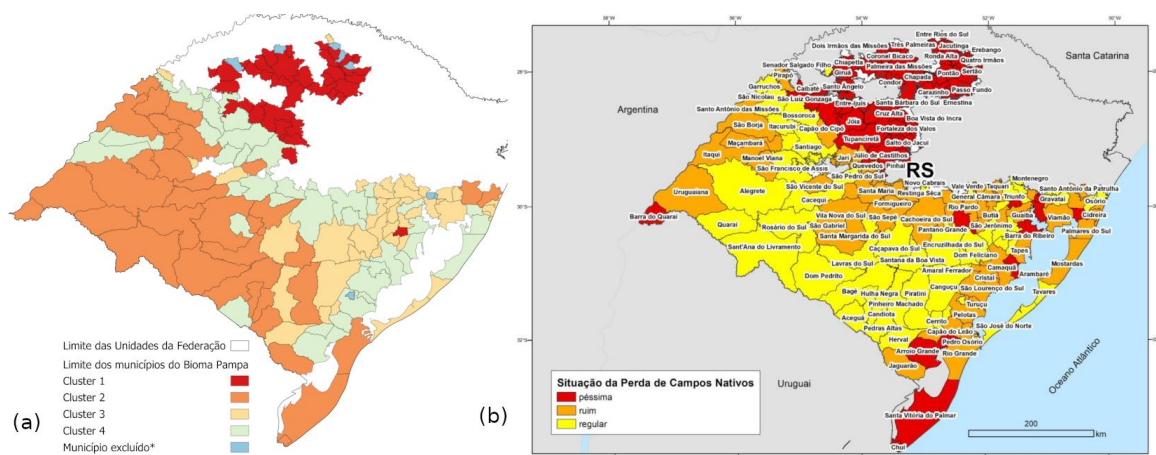 Limite das Unidades da Federação
Limite dos municípios do Bioma Pampa
Cluster 1
Cluster 2
Cluster 3
Cluster 4
Município excluído*
(a)
58°W
56°W
54°W
52°W
50°W
Entre Rios do Sul
Dois Irmãos das Missões
Três Palmeiras
Jacutinga
Santa Catarina
Coronel Bicaco
Ronda Alta
Erebango
Senador Salgado Filho
Chiapetta
Palmeira das Missões
Quatro Irmãos
28°S
Pirapó
Giruá
Pontão
Sertão
Garruchos
Caibaté
Santo Angelo
Condor
Chapada
Passo Fundo
São Nicolau
São Luiz Gonzaga
Carazinho
Argentina
Entre-Ijuís
Santa Bárbara do Sul
Ernestina
Santo Antônio das Missões
Bossoroca
Cruz Alta
Boa Vista do Incra
São Borja
Itacurubi
Capão do Cipó
Jóia
Fortaleza dos Valos
Maçambará
Tupanciretã
Salto do Jacuí
Itaqui
Santiago
Jari
Júlio de Castilhos
Manoel Viana
São Francisco de Assis
Quevedos
Pinhal
RS
São Pedro do Sul
Novo Cabrais
Montenegro
Uruguaiana
Alegrete
São Vicente do Sul
Santa Maria
Restinga Sêca
Vale Verde
Taquari
Santo Antônio da Patrulha
Cacequi
Formigueiro
General Câmara
Triunfo
Gravataí
Osório
30°S
Barra do Quaraí
Vila Nova do Sul
São Sepé
Cachoeira do Sul
Rio Pardo
Butiá
Guaíba
Viamão
Cidreira
Quaraí
Rosário do Sul
São Gabriel
Pantano Grande
São Jerônimo
Barra do Ribeiro
Palmares do Sul
Santa Margarida do Sul
Sant'Ana do Livramento
Caçapava do Sul
Encruzilhada do Sul
Tapes
Lavras do Sul
Santana da Boa Vista
Dom Feliciano
Camaquã
Mostardas
Dom Pedrito
Amaral Ferrador
Cristal
Arambaré
Bagé
Hulha Negra
Piratini
Canguçu
São Lourenço do Sul
Tavares
Pinheiro Machado
Turuçu
Aceguá
Candiota
Cerrito
Pelotas
Pedras Altas
Capão do Leão
São José do Norte
32°S
Herval
Pedro Osório
Arroio Grande
Rio Grande
Jaguarão
Uruguai
Oceano Atlântico
Santa Vitória do Palmar
Chuí
Situação da Perda de Campos Nativos
péssima
ruim
regular
200
km
(b)